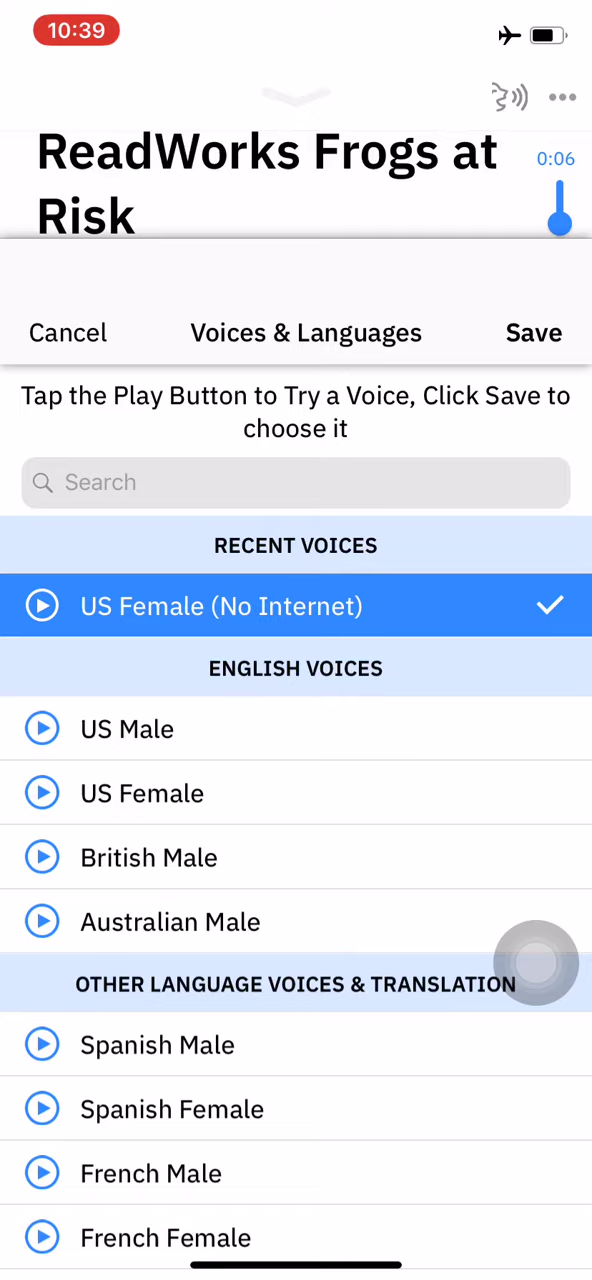 10:39
ReadWorks Frogs at
Risk
0:06
Cancel
Voices & Languages
Save
Tap the Play Button to Try a Voice, Click Save to
choose it
Search
RECENT VOICES
US Female (No Internet)
ENGLISH VOICES
US Male
US Female
British Male
Australian Male
OTHER LANGUAGE VOICES & TRANSLATION
Spanish Male
Spanish Female
French Male
French Female